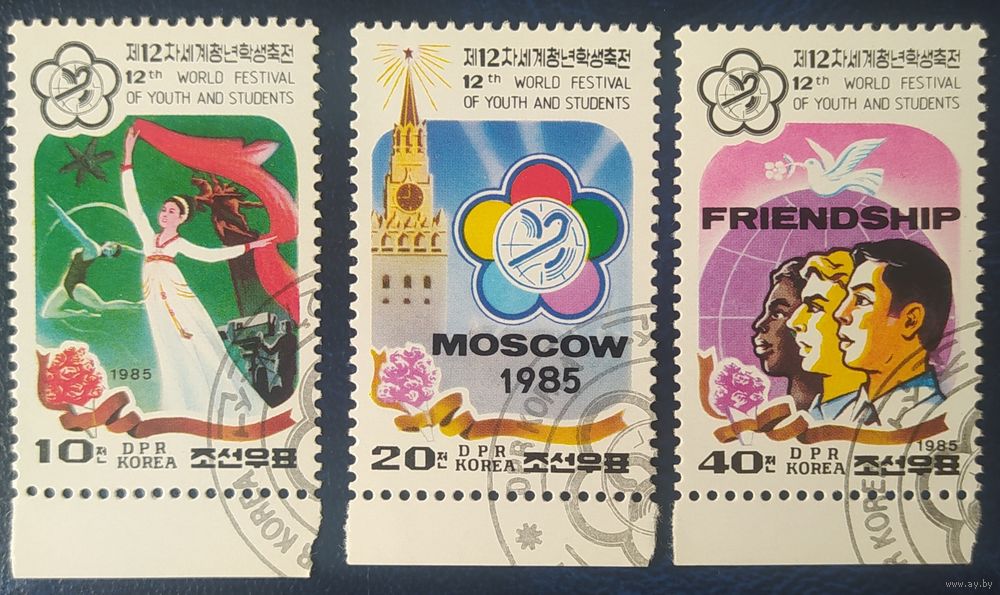 제12차세계청년학생축전
12th WORLD FESTIVAL
OF YOUTH AND STUDENTS
1985
10전 DPR KOREA 조선우표
KOREA
제12차세계청년학생축전
12th WORLD FESTIVAL
OF YOUTH AND STUDENTS
MOSCOW
1985
20전 DPR KOREA 조선우표
DPR KOREA
제12차세계청년학생축전
12th WORLD FESTIVAL
OF YOUTH AND STUDENTS
FRIENDSHIP
1985
40전 DPR KOREA 조선우표
KOREA
www.ay.by